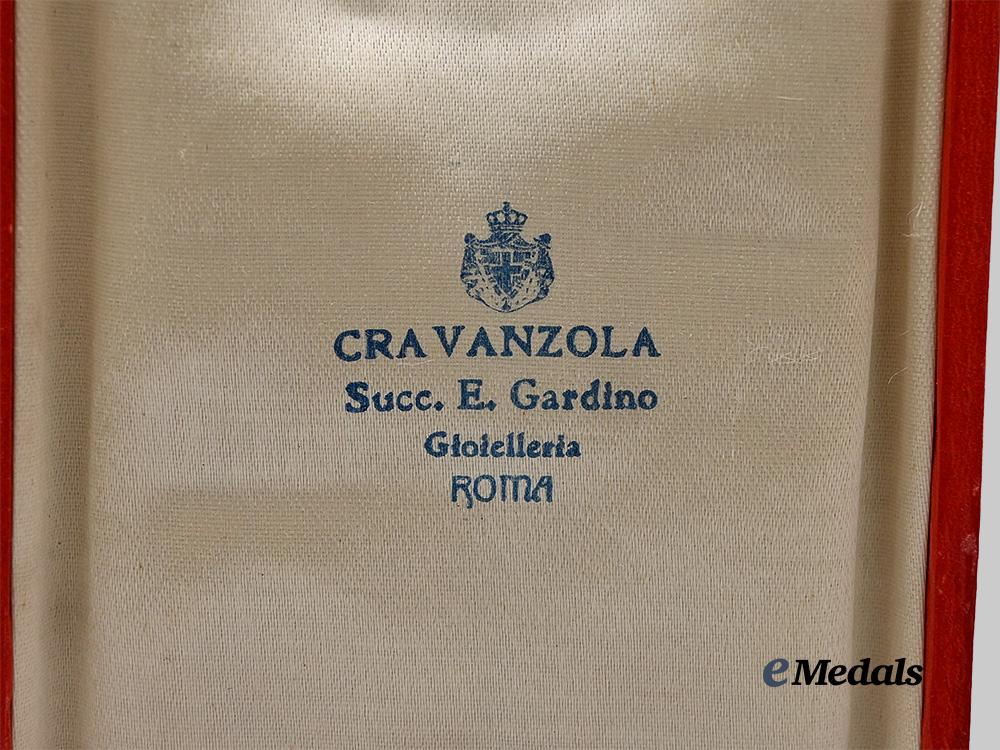 CRAVANZOLA
Succ. E. Gardino
Gioielleria
ROMA
eMedals